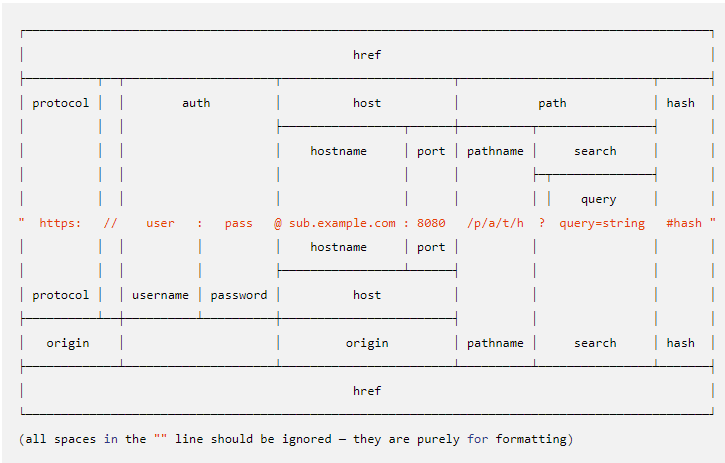 href
protocol auth host path hash
hostname port pathname search
query
" https: // user : pass @ sub.example.com : 8080 /p/a/t/h ? query=string #hash "
hostname port
protocol username password host
origin origin pathname search hash
href
(all spaces in the "" line should be ignored — they are purely for formatting)